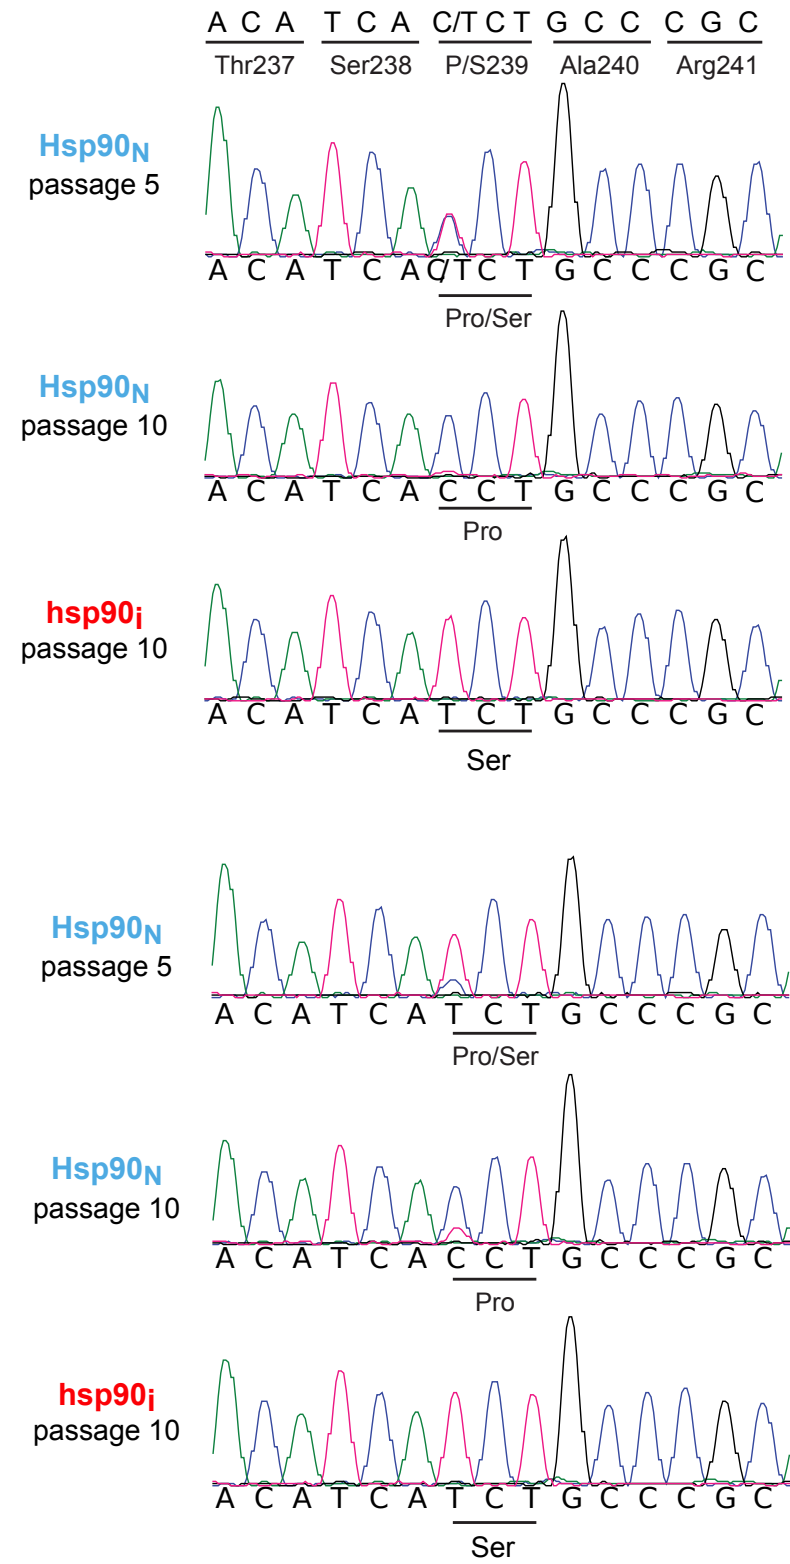 A C A T C A C/T C T G C C C G C
Thr237 Ser238 P/S239 Ala240 Arg241
Hsp90N
passage 5
A C A T C A C/T C T G C C C G C
Pro/Ser
Hsp90N
passage 10
A C A T C A C C T G C C C G C
Pro
hsp90i
passage 10
A C A T C A T C T G C C C G C
Ser
Hsp90N
passage 5
A C A T C A T C T G C C C G C
Pro/Ser
Hsp90N
passage 10
A C A T C A C C T G C C C G C
Pro
hsp90i
passage 10
A C A T C A T C T G C C C G C
Ser